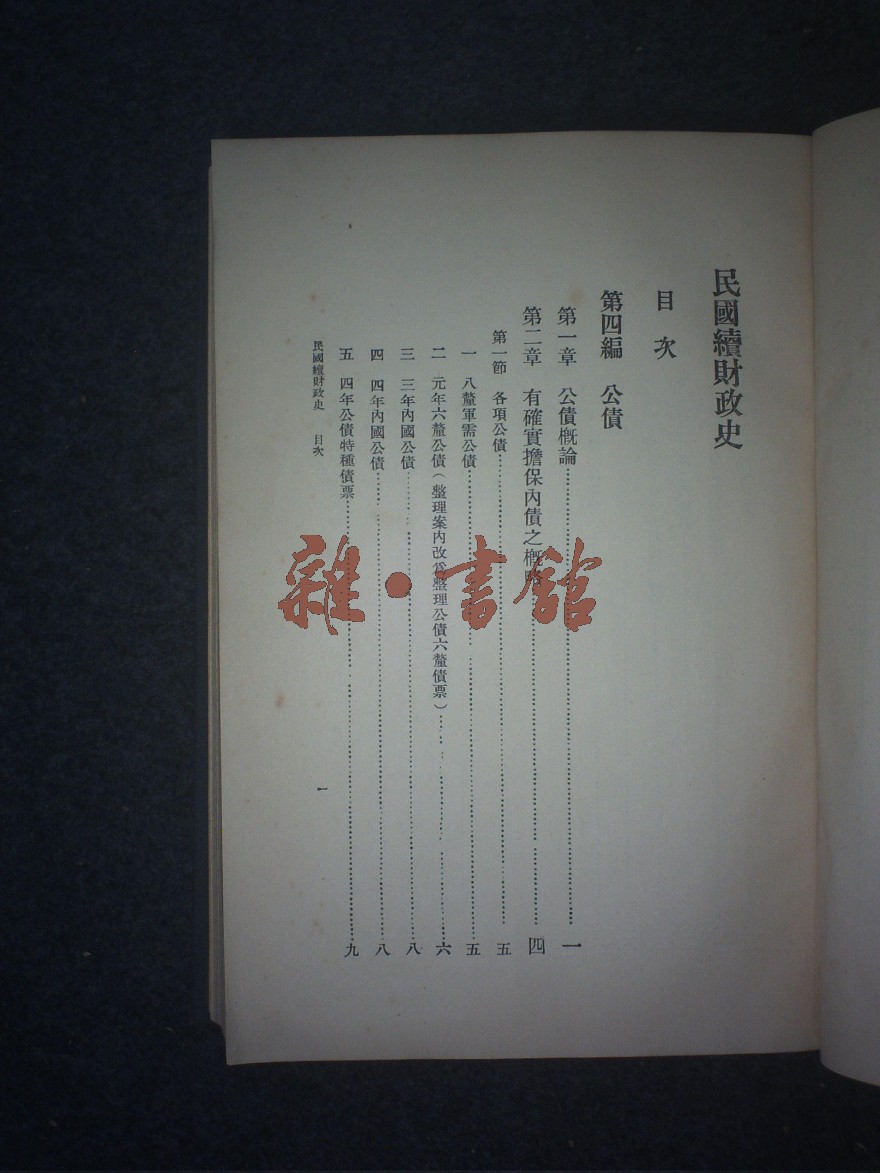 民國續財政史
目次
第四編 公債
第一章 公債概論……一
第二章 有確實擔保內債之概略……四
第一節 各項公債……五
一 八釐軍需公債……五
二 元年六釐公債（整理案內改爲整理公債六釐債票）……六
三 三年內國公債……八
四 四年內國公債……八
五 四年公債特種債票……九
民國續財政史 目次 一
雜·書館